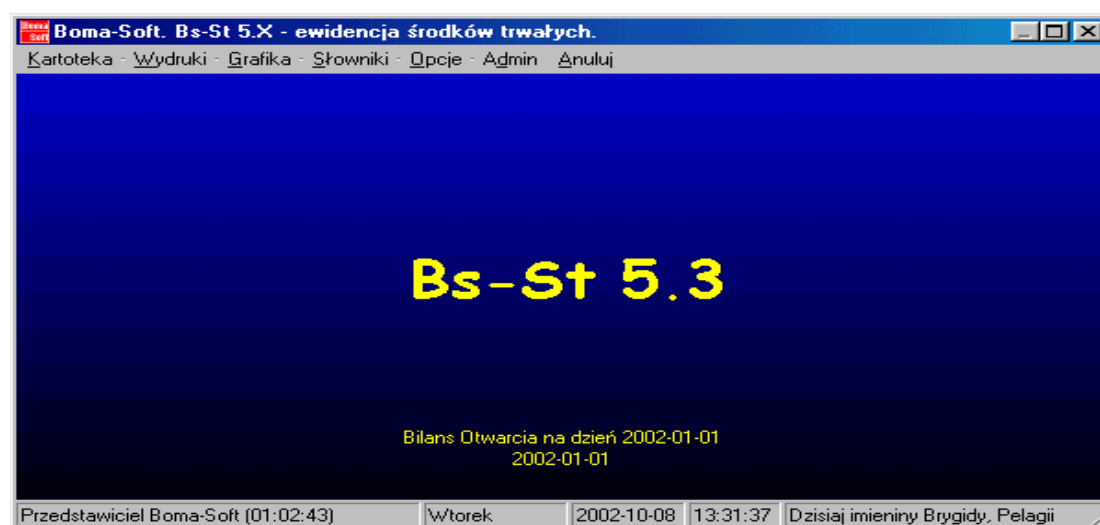 Boma Soft Boma-Soft. Bs-St 5.X - ewidencja środków trwałych.
Kartoteka - Wydruki - Grafika - Słowniki - Opcje - Admin Anuluj
Bs-St 5.3
Bilans Otwarcia na dzień 2002-01-01
2002-01-01
Przedstawiciel Boma-Soft (01:02:43) Wtorek 2002-10-08 13:31:37 Dzisiaj imieniny Brygidy, Pelagii